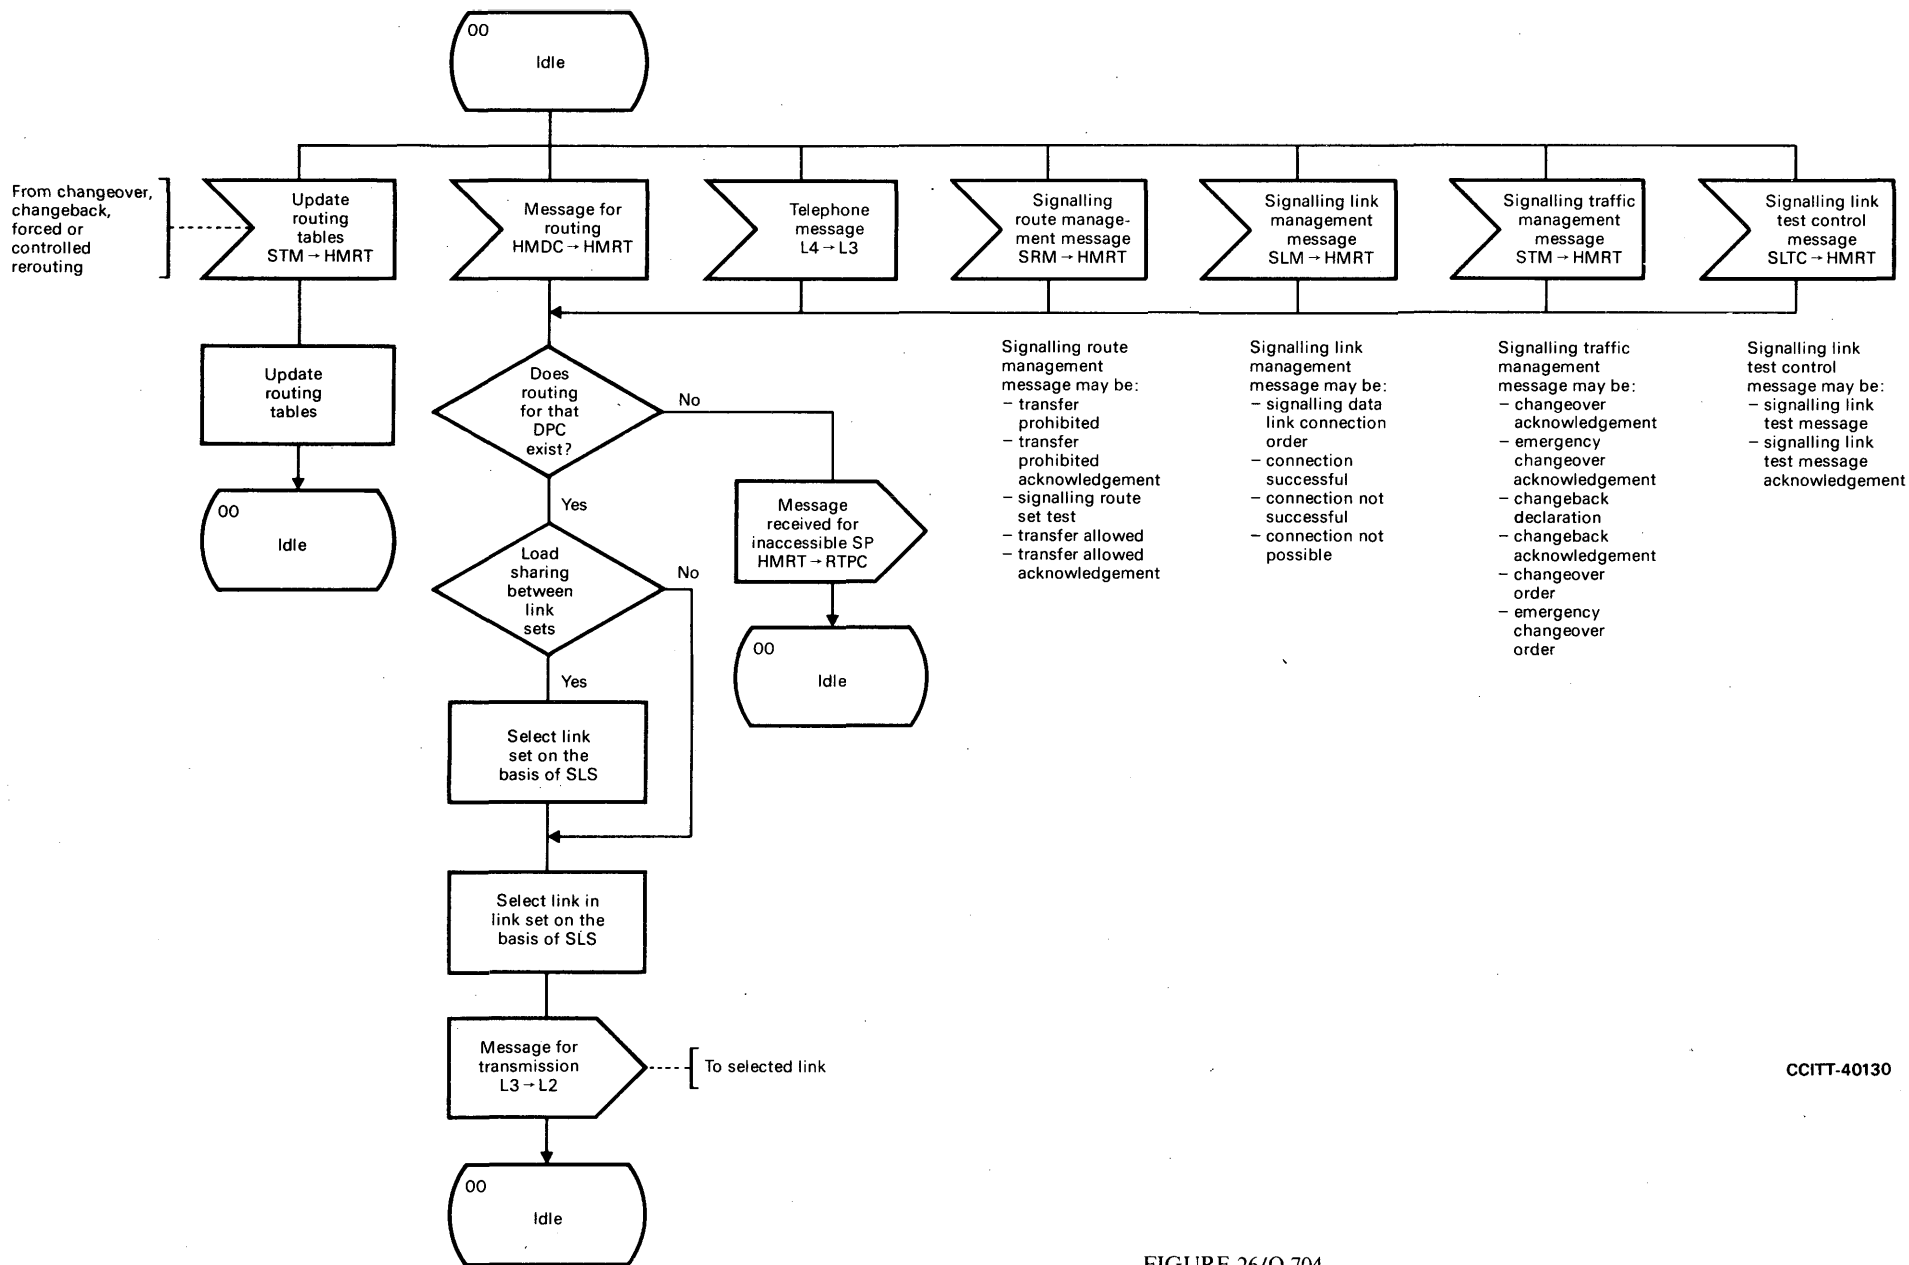 00
Idle
From changeover,
changeback,
forced or
controlled
rerouting
Update
routing
tables
STM → HMRT
Message for
routing
HMDC → HMRT
Telephone
message
L4 → L3
Signalling
route manage-
ment message
SRM → HMRT
Signalling link
management
message
SLM → HMRT
Signalling traffic
management
message
STM → HMRT
Signalling link
test control
message
SLTC → HMRT
Update
routing
tables
00
Idle
Does
routing
for that
DPC
exist?
No
Yes
Message
received for
inaccessible SP
HMRT → RTPC
00
Idle
Load
sharing
between
link
sets
No
Yes
Select link
set on the
basis of SLS
Select link in
link set on the
basis of SLS
Message for
transmission
L3 → L2
To selected link
00
Idle
Signalling route
management
message may be:
– transfer
prohibited
– transfer
prohibited
acknowledgement
– signalling route
set test
– transfer allowed
– transfer allowed
acknowledgement
Signalling link
management
message may be:
– signalling data
link connection
order
– connection
successful
– connection not
successful
– connection not
possible
Signalling traffic
management
message may be:
– changeover
acknowledgement
– emergency
changeover
acknowledgement
– changeback
declaration
– changeback
acknowledgement
– changeover
order
– emergency
changeover
order
Signalling link
test control
message may be:
– signalling link
test message
– signalling link
test message
acknowledgement
CCITT-40130
FIGURE 26/Q.704